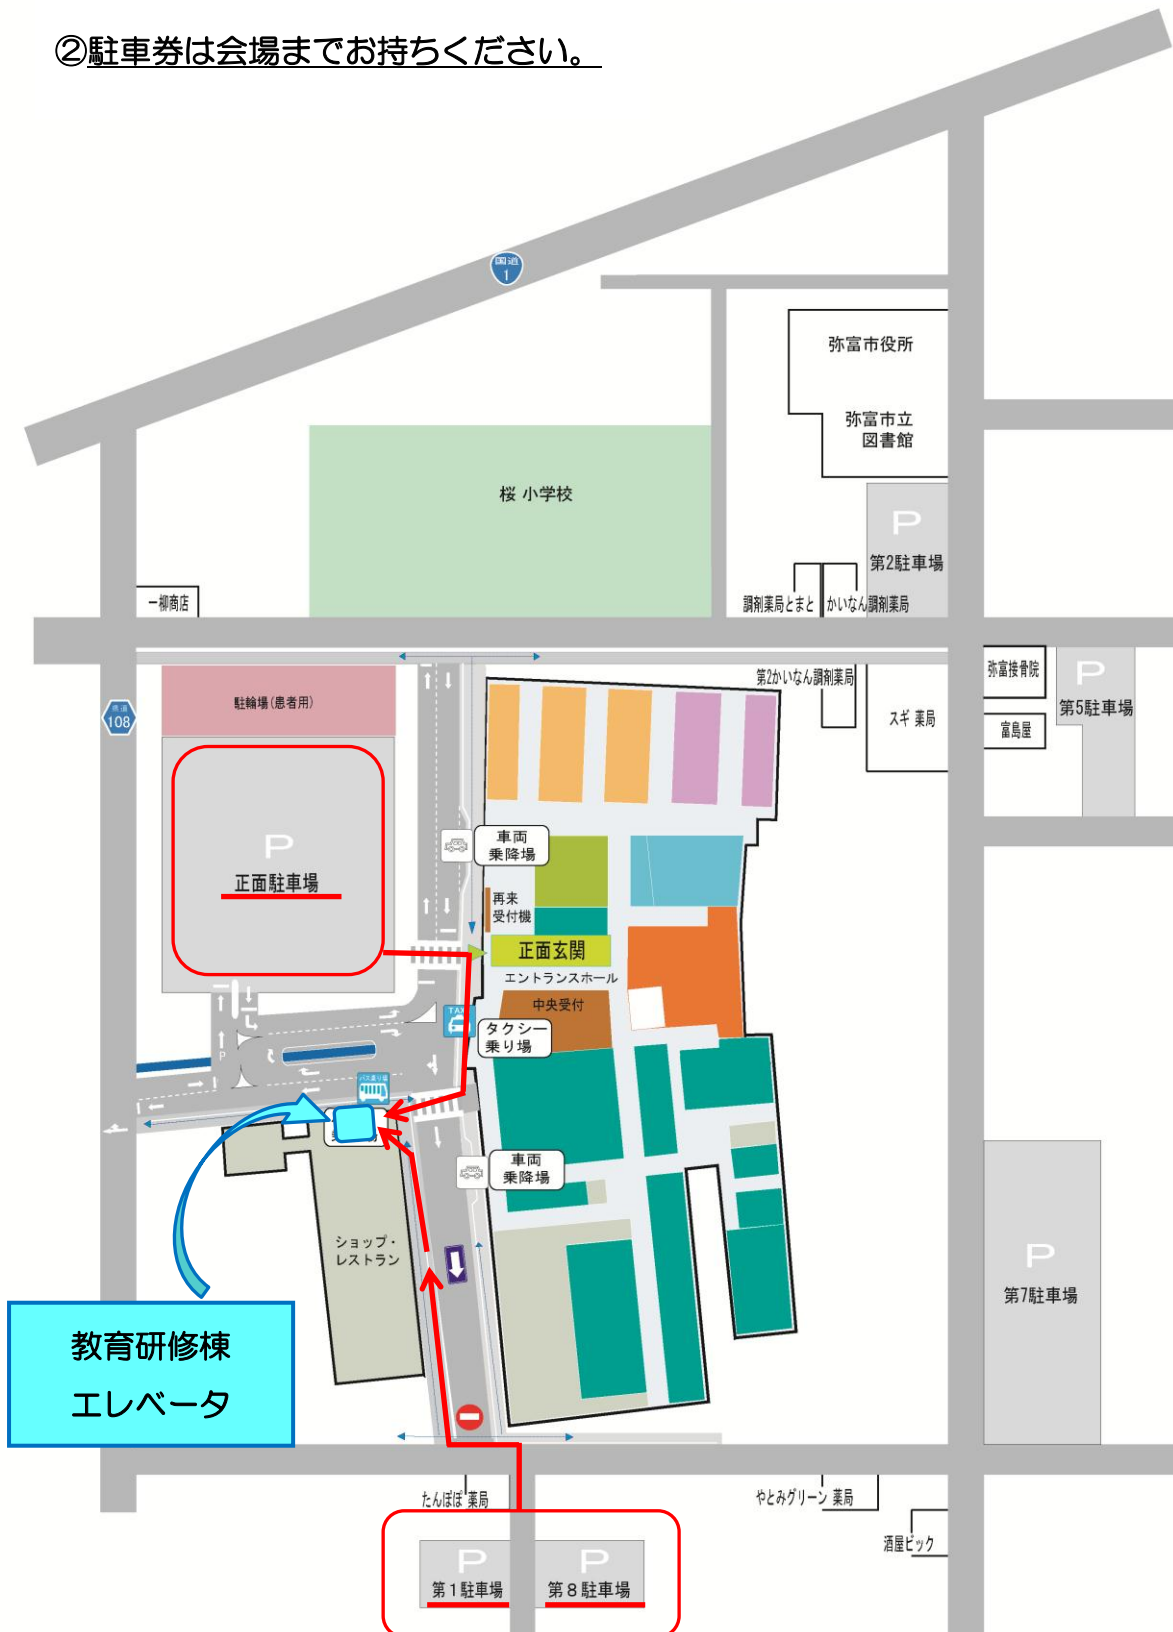 ②駐車券は会場までお持ちください。
国道
1
弥富市役所
弥富市立
図書館
桜 小学校
P
第2駐車場
一柳商店
調剤薬局とまと
かいなん調剤薬局
第2かいなん調剤薬局
弥富接骨院
P
第5駐車場
スギ 薬局
富島屋
県道
108
駐輪場(患者用)
P
正面駐車場
車両
乗降場
再来
受付機
正面玄関
エントランスホール
中央受付
TAXI
タクシー
乗り場
P
バス乗り場
車両
乗降場
ショップ・
レストラン
P
第7駐車場
教育研修棟
エレベータ
たんぽぽ 薬局
やとみグリーン 薬局
酒屋ビック
P
第1駐車場
P
第8駐車場